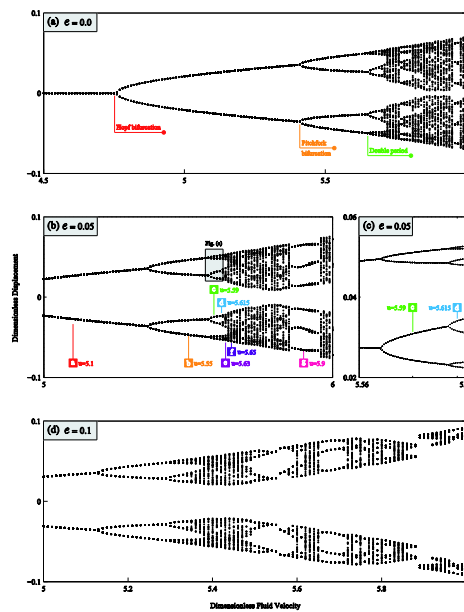 0.1
(a) e = 0.0
0
Hopf bifurcation
Pitchfork
bifurcation
Double period
−0.1
4.5
5
5.5
0.1
(b) e = 0.05
Fig. (c)
u=5.59
u=5.615
0
u=5.1
u=5.55
u=5.65
u=5.63
u=5.9
−0.1
5
6
0.06
(c) e = 0.05
0.04
u=5.59
u=5.615
0.02
5.56
Dimensionless Displacement
0.1
(d) e = 0.1
0
−0.1
5
5.2
5.4
5.6
5.8
Dimensionless Fluid Velocity